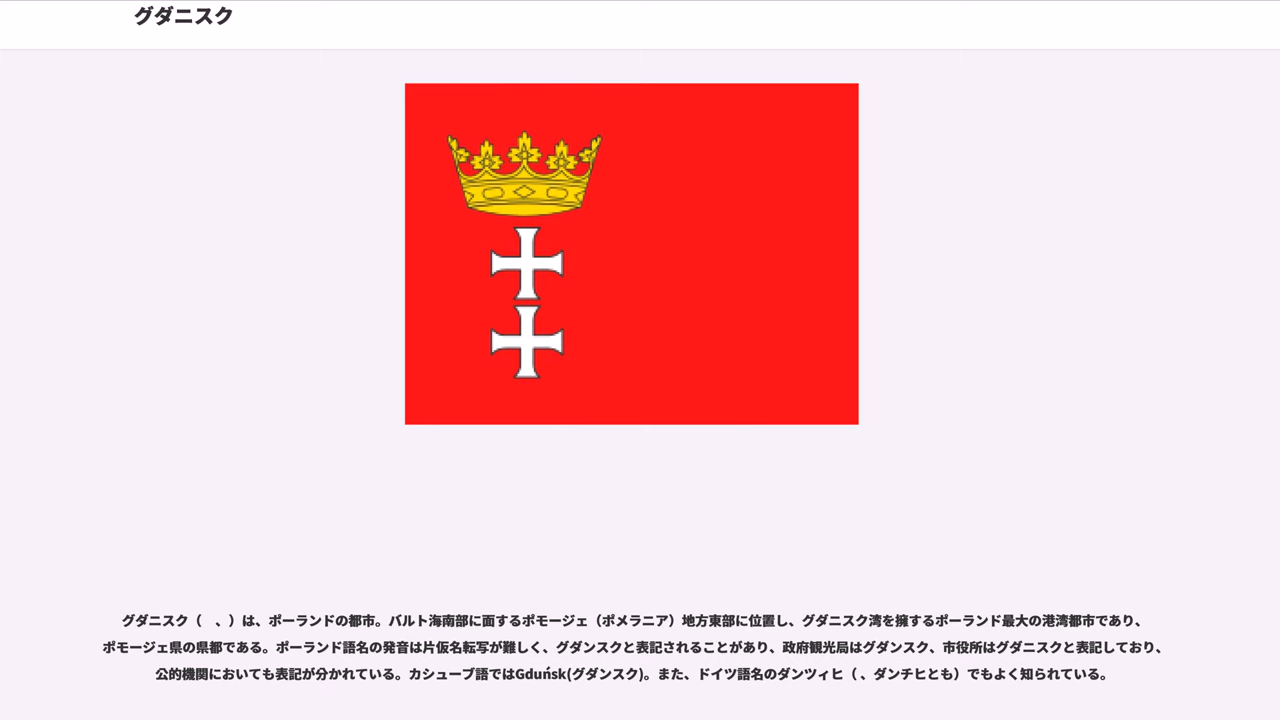 グダニスク
グダニスク（　、）は、ポーランドの都市。バルト海南部に面するポモージェ（ポメラニア）地方東部に位置し、グダニスク湾を擁するポーランド最大の港湾都市であり、
ポモージェ県の県都である。ポーランド語名の発音は片仮名転写が難しく、グダンスクと表記されることがあり、政府観光局はグダンスク、市役所はグダニスクと表記しており、
公的機関においても表記が分かれている。カシューブ語ではGduńsk(グダンスク)。また、ドイツ語名のダンツィヒ（ 、ダンチヒとも）でもよく知られている。